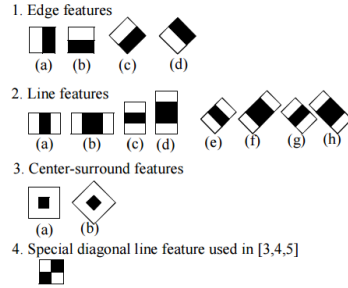 1. Edge features
(a) (b) (c) (d)
2. Line features
(a) (b) (c) (d) (e) (f) (g) (h)
3. Center-surround features
(a) (b)
4. Special diagonal line feature used in [3,4,5]